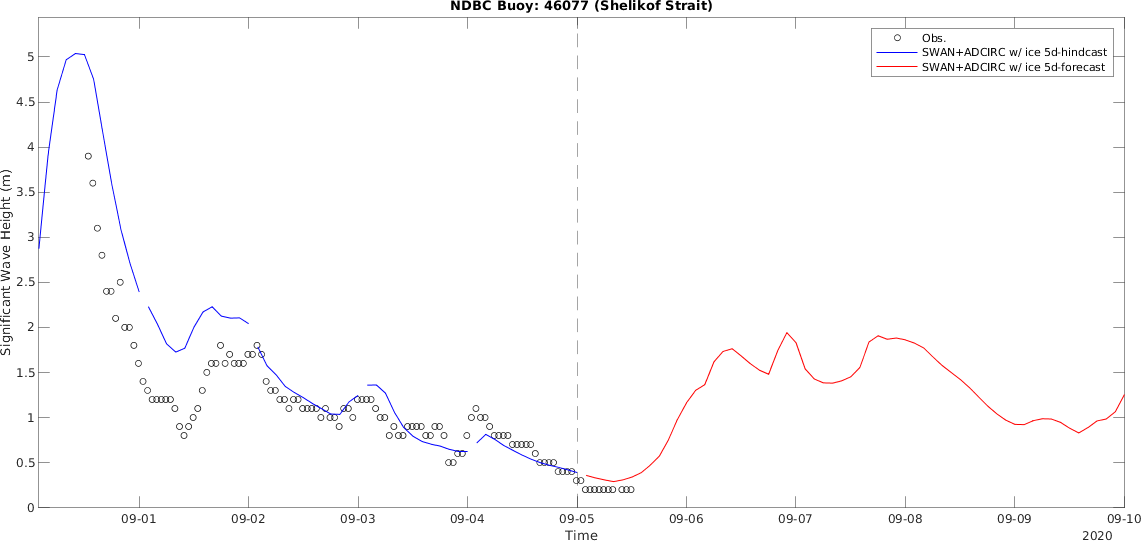 NDBC Buoy: 46077 (Shelikof Strait)
Obs.
SWAN+ADCIRC w/ ice 5d-hindcast
SWAN+ADCIRC w/ ice 5d-forecast
Significant Wave Height (m)
5
4.5
4
3.5
3
2.5
2
1.5
1
0.5
0
09-01 09-02 09-03 09-04 09-05 09-06 09-07 09-08 09-09 09-10
Time
2020